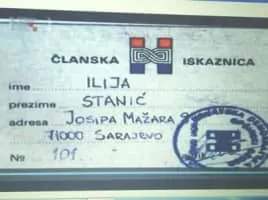 ČLANSKA H ISKAZNICA
ime ILIJA
prezime STANIĆ
adresa JOSIPA MAŽARA
71000 SARAJEVO
№ 101